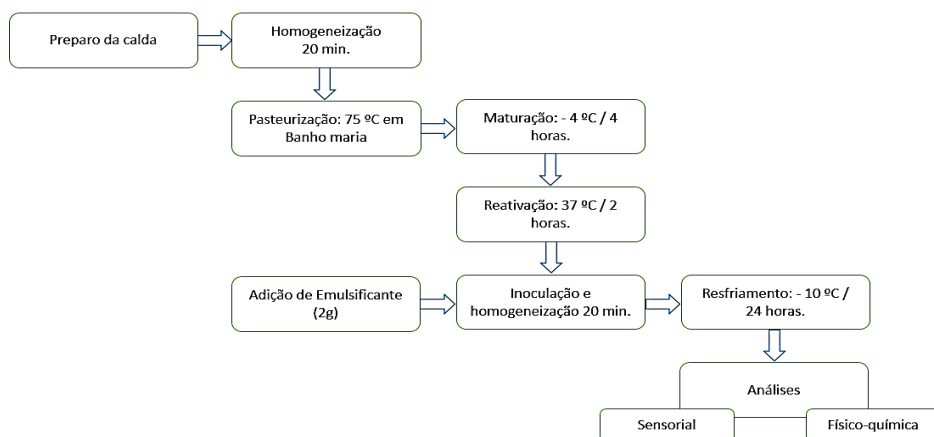 Preparo da calda
Homogeneização
20 min.
Pasteurização: 75 ºC em
Banho maria
Maturação: - 4 ºC / 4
horas.
Reativação: 37 ºC / 2
horas.
Adição de Emulsificante
(2g)
Inoculação e
homogeneização 20 min.
Resfriamento: - 10 ºC /
24 horas.
Análises
Sensorial
Físico-química